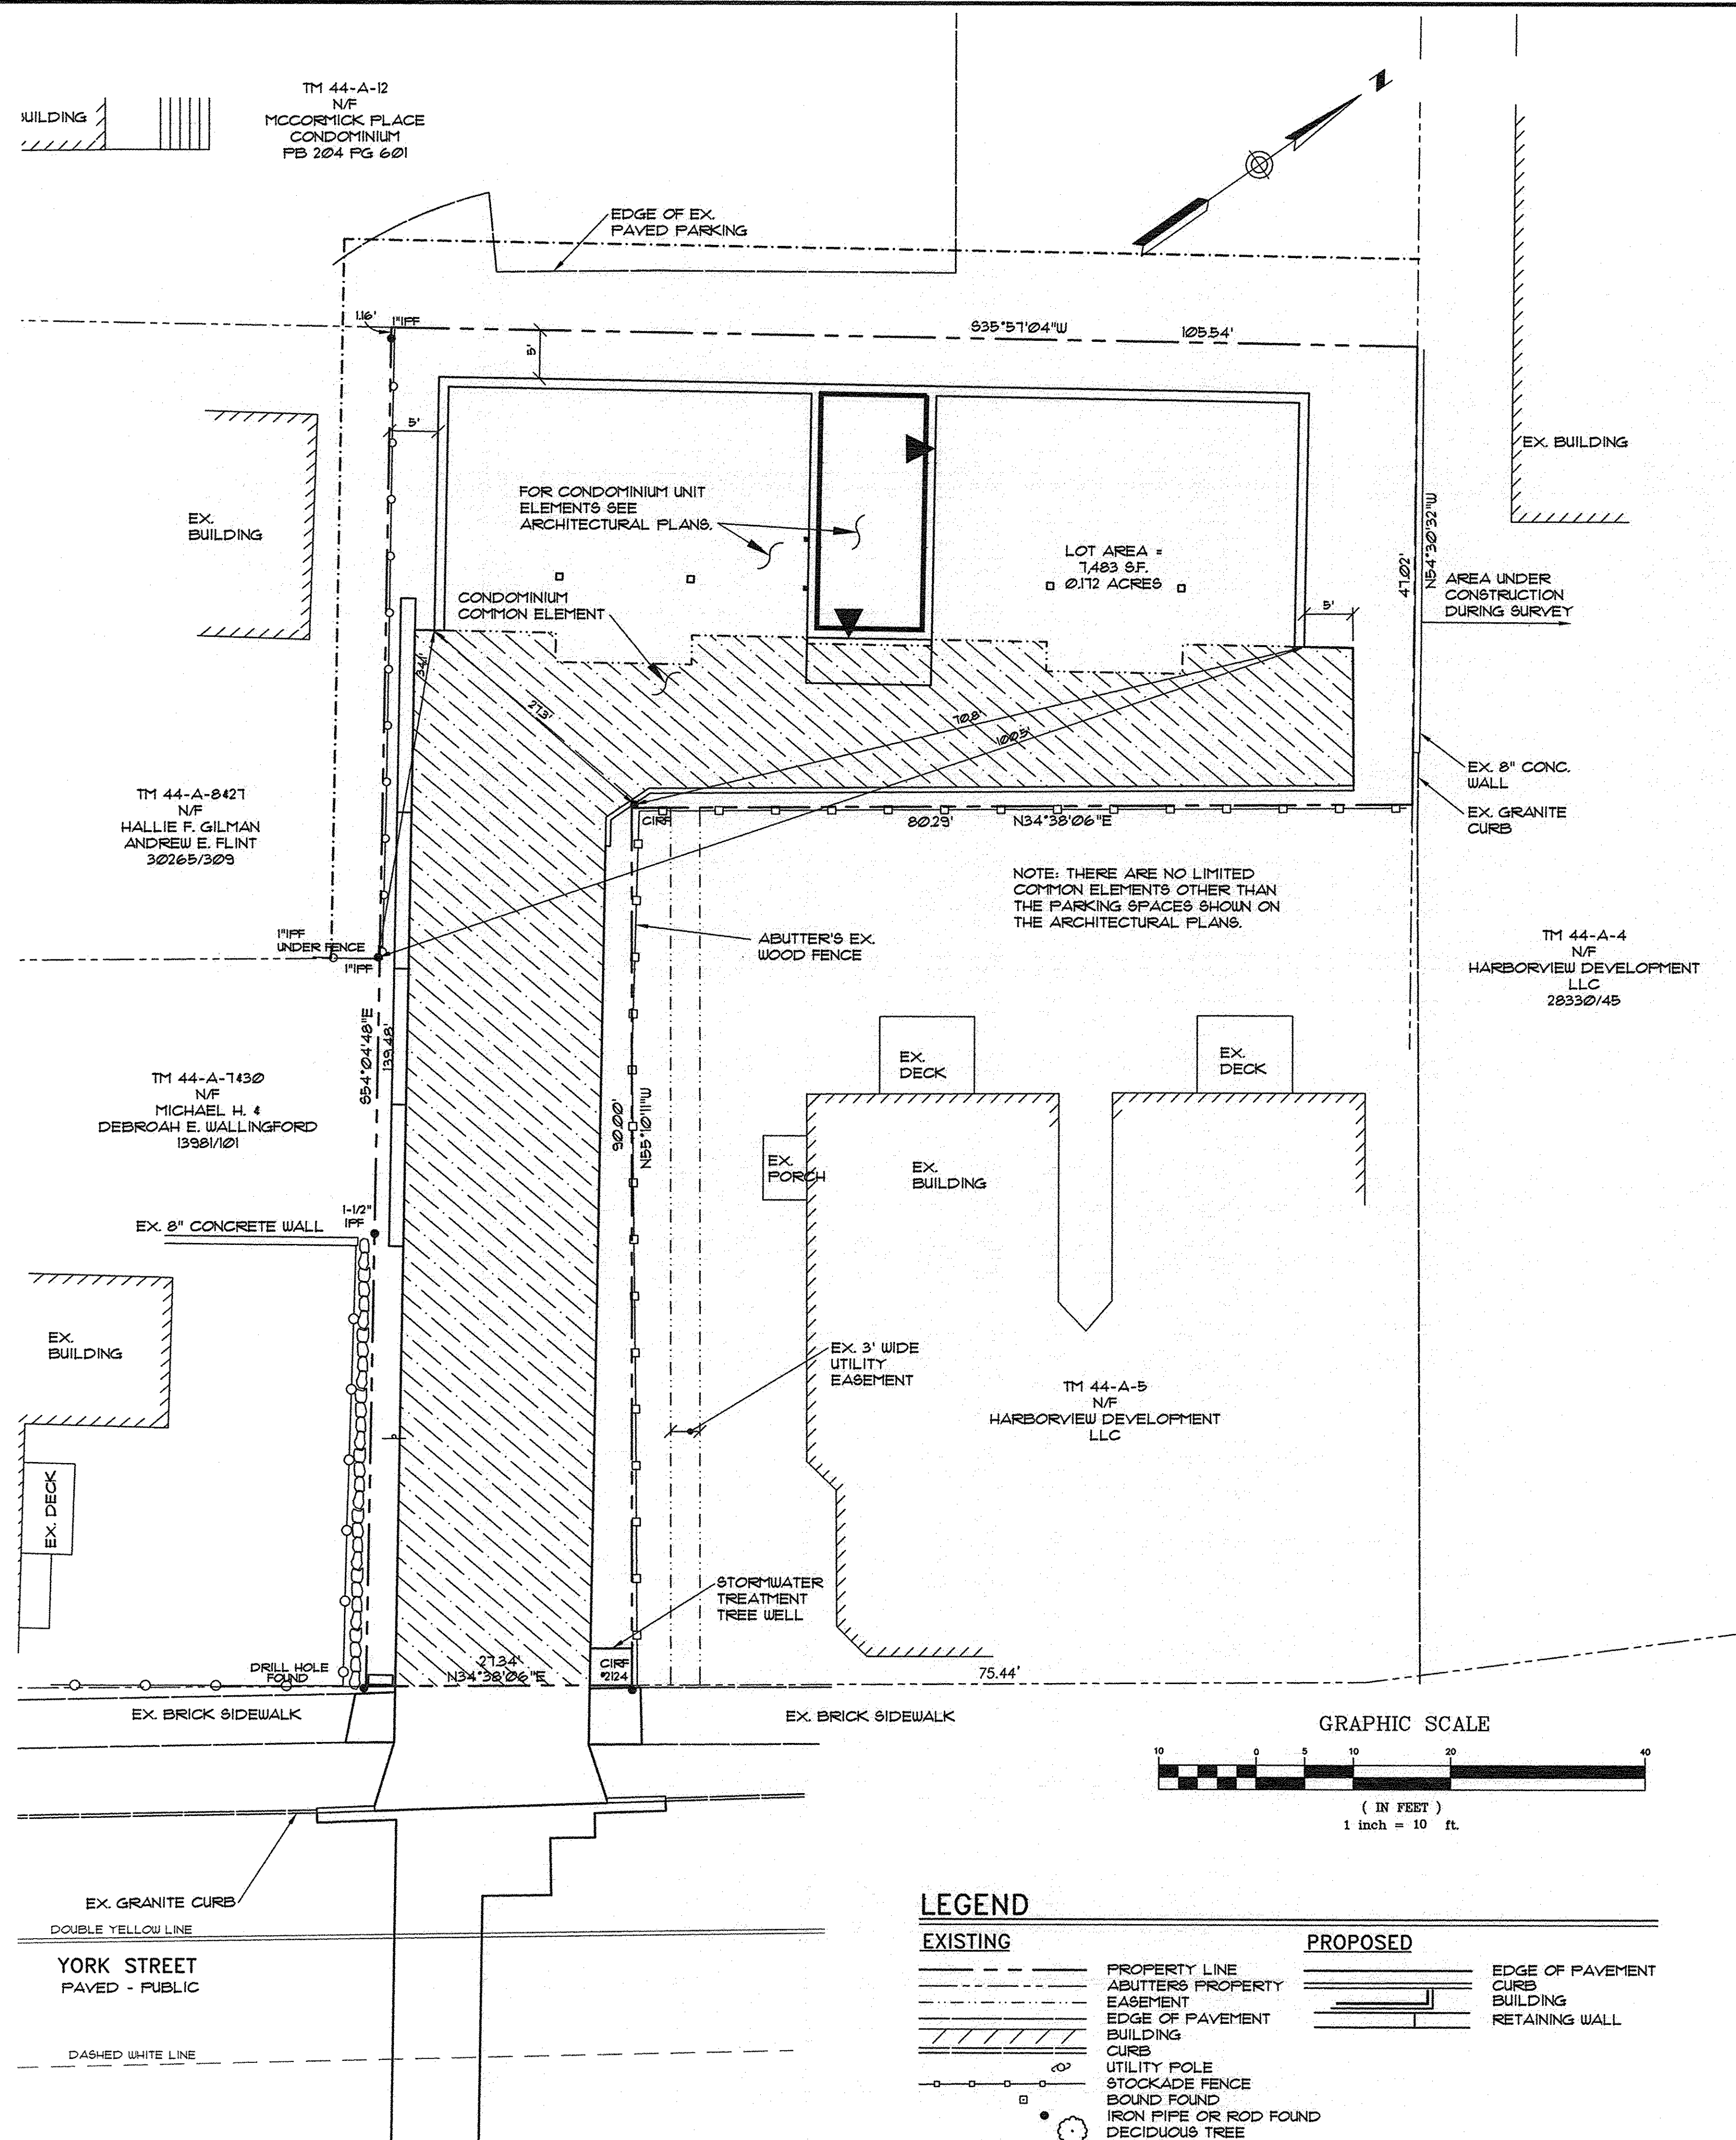 TM 44-A-12
N/F
MCCORMICK PLACE
CONDOMINIUM
PB 204 PG 601
BUILDING
N
EDGE OF EX.
PAVED PARKING
1.16'
1"IPF
5'
S35°57'04"W
105.54'
5'
EX. BUILDING
FOR CONDOMINIUM UNIT
ELEMENTS SEE
ARCHITECTURAL PLANS.
EX.
BUILDING
LOT AREA =
7,483 S.F.
0.172 ACRES
47.02'
N54°30'32"W
AREA UNDER
CONSTRUCTION
DURING SURVEY
CONDOMINIUM
COMMON ELEMENT
5'
34.1'
27.3'
70.8'
100.5'
EX. 8" CONC.
WALL
EX. GRANITE
CURB
TM 44-A-8&27
N/F
HALLIE F. GILMAN
ANDREW E. FLINT
30265/309
CIRF
80.29'
N34°38'06"E
NOTE: THERE ARE NO LIMITED
COMMON ELEMENTS OTHER THAN
THE PARKING SPACES SHOWN ON
THE ARCHITECTURAL PLANS.
1"IPF
UNDER FENCE
1"IPF
ABUTTER'S EX.
WOOD FENCE
TM 44-A-4
N/F
HARBORVIEW DEVELOPMENT
LLC
28330/45
S54°04'48"E
139.48'
EX.
DECK
EX.
DECK
TM 44-A-7&30
N/F
MICHAEL H. &
DEBROAH E. WALLINGFORD
13981/101
90.00'
N55°10'11"W
EX.
PORCH
EX.
BUILDING
1-1/2"
IPF
EX. 8" CONCRETE WALL
EX.
BUILDING
EX. 3' WIDE
UTILITY
EASEMENT
TM 44-A-5
N/F
HARBORVIEW DEVELOPMENT
LLC
EX. DECK
STORMWATER
TREATMENT
TREE WELL
DRILL HOLE
FOUND
27.34'
N34°38'06"E
CIRF
#2124
75.44'
EX. BRICK SIDEWALK
EX. BRICK SIDEWALK
GRAPHIC SCALE
10 0 5 10 20 40
( IN FEET )
1 inch = 10 ft.
EX. GRANITE CURB
DOUBLE YELLOW LINE
YORK STREET
PAVED - PUBLIC
DASHED WHITE LINE
LEGEND
EXISTING
PROPERTY LINE
ABUTTERS PROPERTY
EASEMENT
EDGE OF PAVEMENT
BUILDING
CURB
UTILITY POLE
STOCKADE FENCE
BOUND FOUND
IRON PIPE OR ROD FOUND
DECIDUOUS TREE
PROPOSED
EDGE OF PAVEMENT
CURB
BUILDING
RETAINING WALL